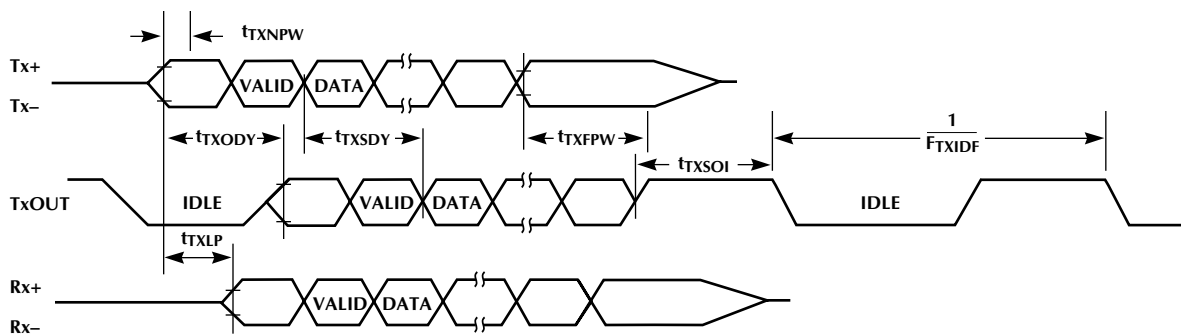 tTXNPW
Tx+
VALID DATA
Tx–
tTXODY tTXSDY tTXFPW 1
FTXIDF
tTXSOI
TxOUT IDLE VALID DATA IDLE
tTXLP
Rx+
VALID DATA
Rx–